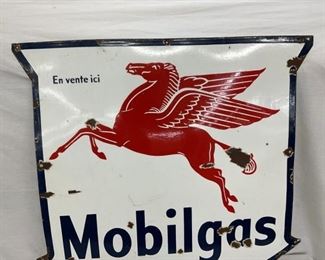 En vente ici
Mobilgas